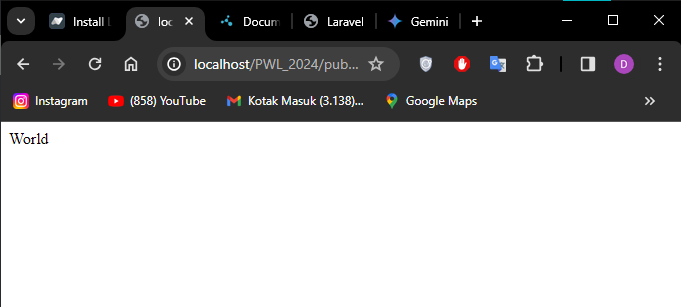 Install
loc
Docum
Laravel
Gemini
localhost/PWL_2024/pub...
D
Instagram
(858) YouTube
Kotak Masuk (3.138)...
Google Maps
World